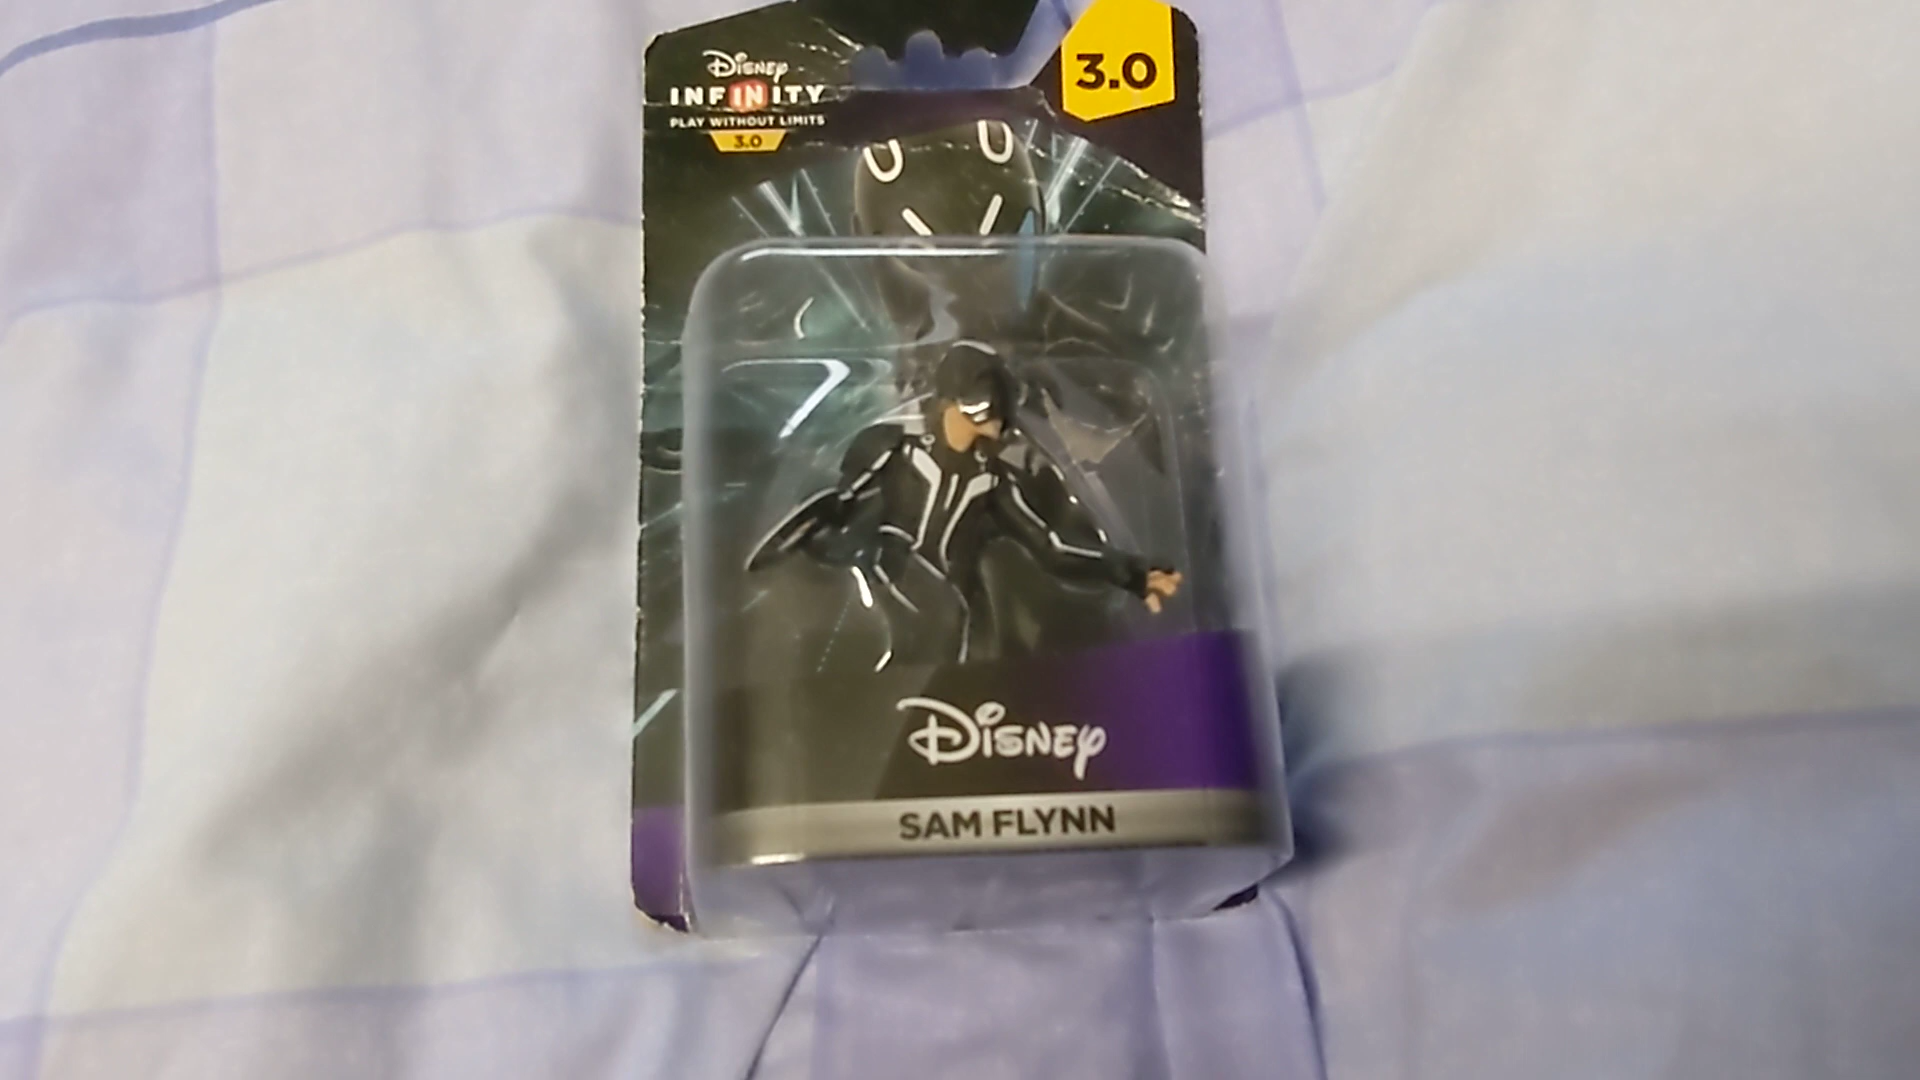 Disney
INFINITY
PLAY WITHOUT LIMITS
3.0
3.0
Disney
SAM FLYNN